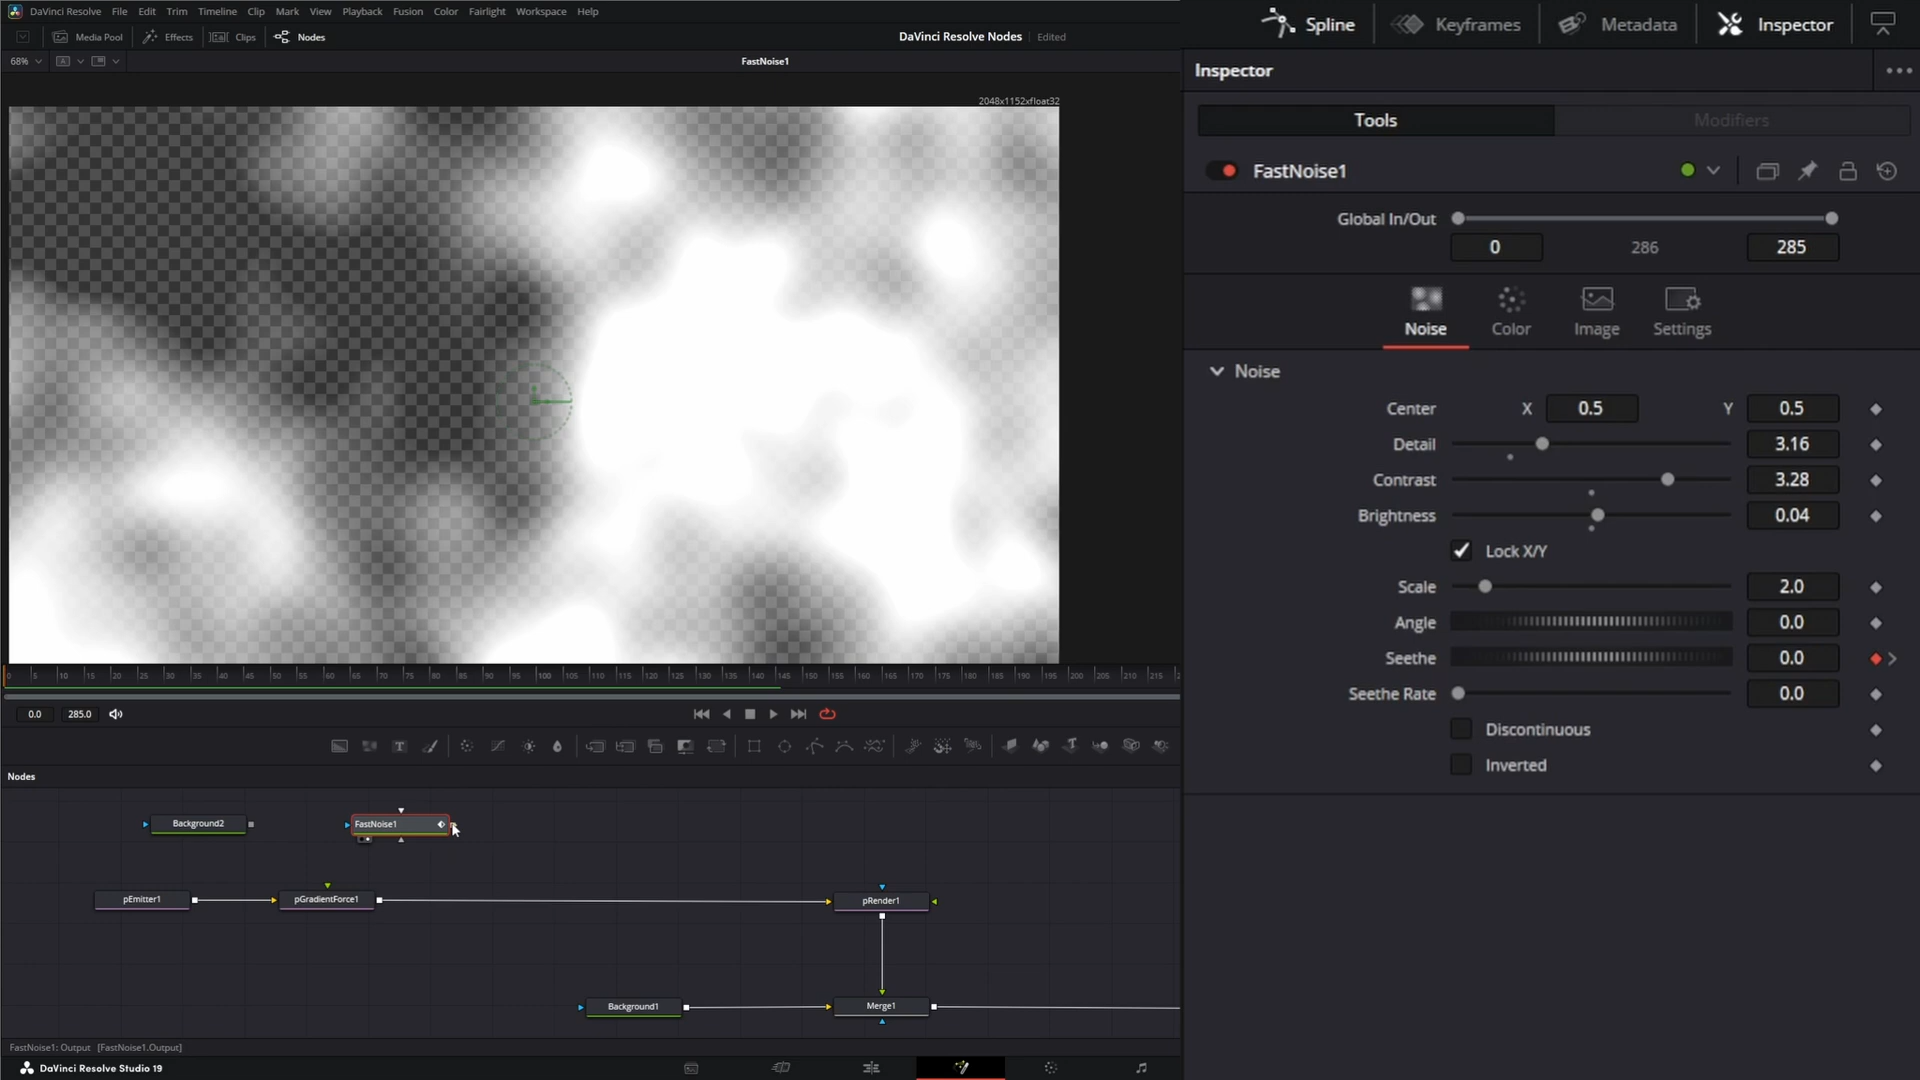 DaVinci Resolve File Edit Trim Timeline Clip Mark View Playback Fusion Color Fairlight Workspace Help
Media Pool Effects Clips Nodes DaVinci Resolve Nodes Edited
Spline Keyframes Metadata Inspector
68% A FastNoise1
Inspector
2048x1152xfloat32
Tools Modifiers
FastNoise1
Global In/Out
0 286 285
Noise Color Image Settings
Noise
Center X 0.5 Y 0.5
Detail 3.16
Contrast 3.28
Brightness 0.04
Lock X/Y
Scale 2.0
Angle 0.0
Seethe 0.0
Seethe Rate 0.0
Discontinuous
Inverted
0 5 10 15 20 25 30 35 40 45 50 55 60 65 70 75 80 85 90 95 100 105 110 115 120 125 130 135 140 145 150 155 160 165 170 175 180 185 190 195 200 205 210 215
0.0 285.0
T
Nodes
Background2 FastNoise1
pEmitter1 pGradientForce1 pRender1
Background1 Merge1
FastNoise1: Output [FastNoise1.Output]
DaVinci Resolve Studio 19